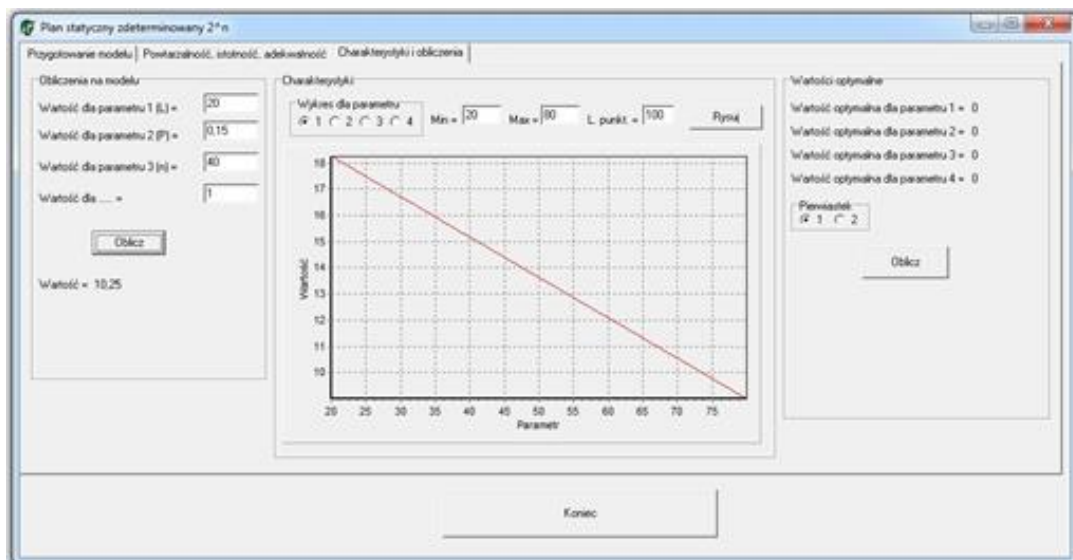 Plan statyczny zdeterminowany 2^n
Przygotowanie modelu | Powtarzalność, istotność, adekwatność | Charakterystyki i obliczenia
Obliczenia na modelu
Wartość dla parametru 1 (L) = 20
Wartość dla parametru 2 (P) = 0,15
Wartość dla parametru 3 (n) = 40
Wartość dla ..... = 1
Oblicz
Wartość = 10,25
Charakterystyki
Wykres dla parametru
1 2 3 4
Min = 20 Max = 80 L. punkt. = 100 Rysuj
Wartość
18
17
16
15
14
13
12
11
10
20 25 30 35 40 45 50 55 60 65 70 75
Parametr
Wartości optymalne
Wartość optymalna dla parametru 1 = 0
Wartość optymalna dla parametru 2 = 0
Wartość optymalna dla parametru 3 = 0
Wartość optymalna dla parametru 4 = 0
Pierwiastek
1 2
Oblicz
Koniec